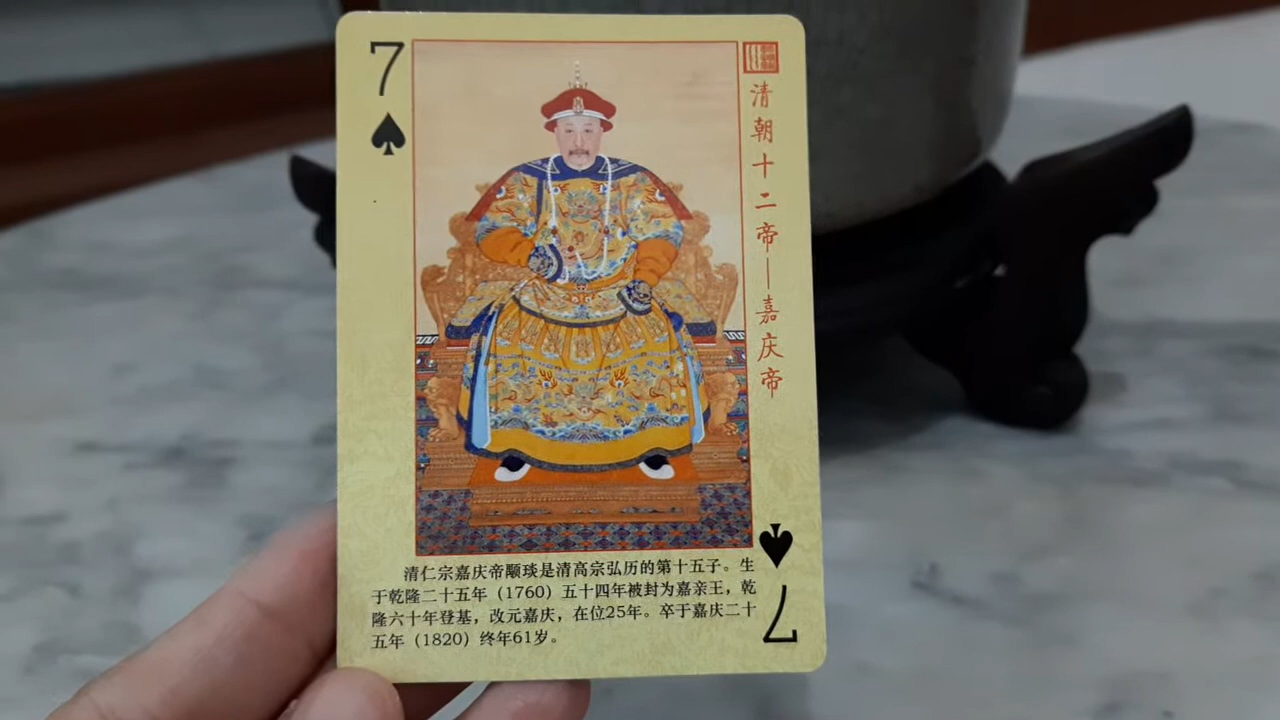 7
清朝十二帝—嘉庆帝
清仁宗嘉庆帝颙琰是清高宗弘历的第十五子。生
于乾隆二十五年（1760）五十四年被封为嘉亲王，乾
隆六十年登基，改元嘉庆，在位25年。卒于嘉庆二十
五年（1820）终年61岁。
7